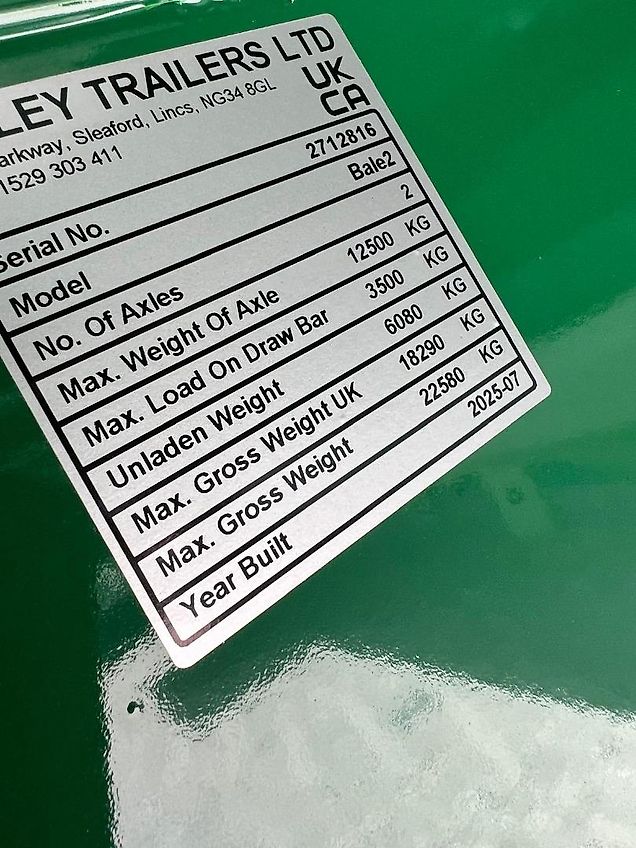 LEY TRAILERS LTD
arkway, Sleaford, Lincs, NG34 8GL
1529 303 411
UK
CA
Serial No. 2712816
Model Bale2
No. Of Axles 2
Max. Weight Of Axle 12500 KG
Max. Load On Draw Bar 3500 KG
Unladen Weight 6080 KG
Max. Gross Weight UK 18290 KG
Max. Gross Weight 22580 KG
Year Built 2025-07